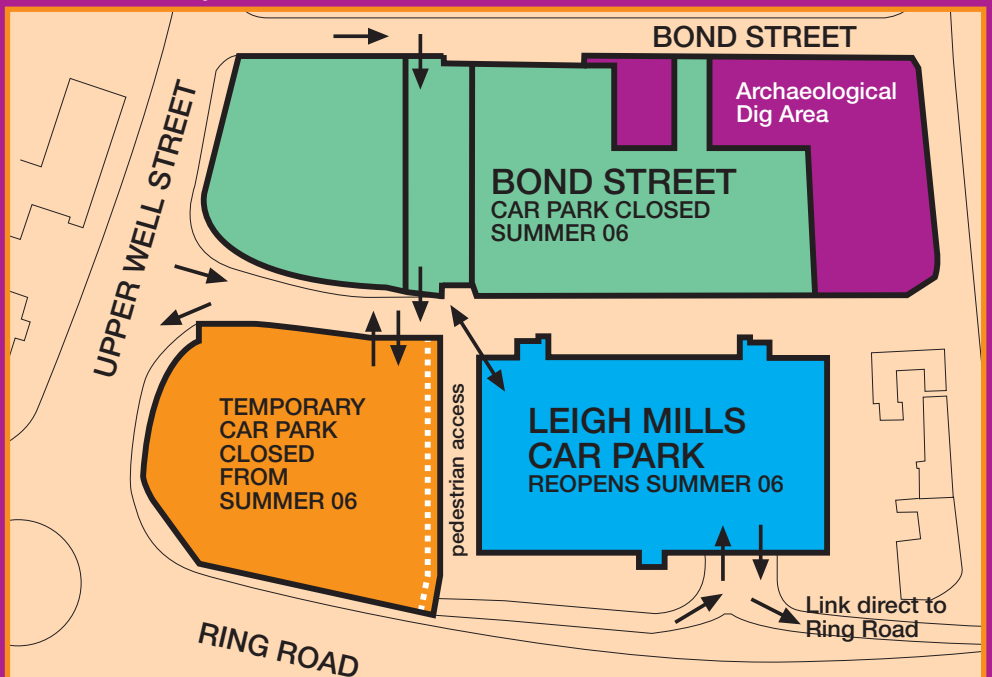 BOND STREET
Archaeological
Dig Area
UPPER WELL STREET
BOND STREET
CAR PARK CLOSED
SUMMER 06
TEMPORARY
CAR PARK
CLOSED
FROM
SUMMER 06
pedestrian access
LEIGH MILLS
CAR PARK
REOPENS SUMMER 06
Link direct to
Ring Road
RING ROAD